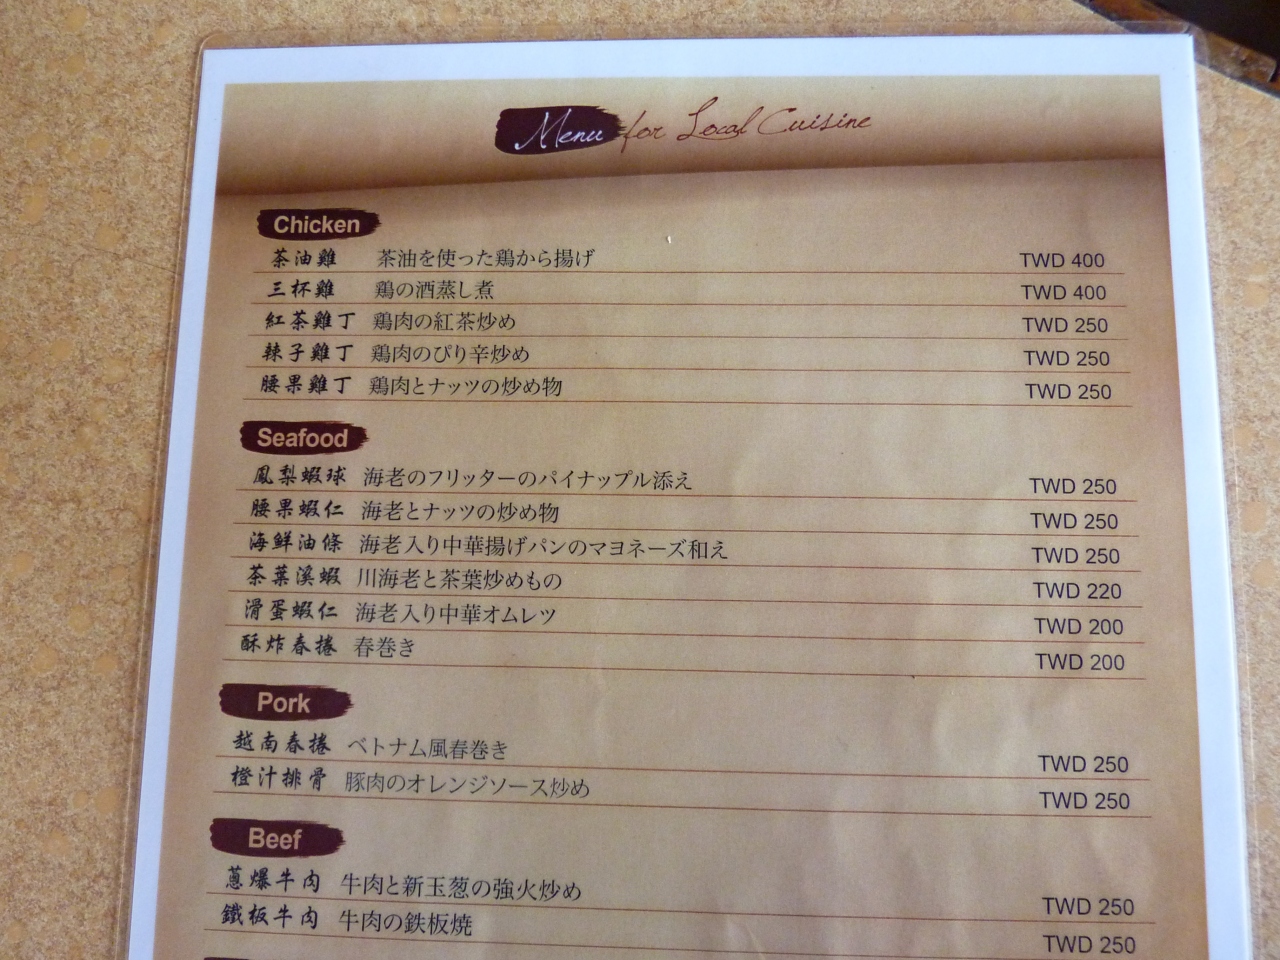 Menu for Local Cuisine
Chicken
茶油雞 茶油を使った鶏から揚げ TWD 400
三杯雞 鶏の酒蒸し煮 TWD 400
紅茶雞丁 鶏肉の紅茶炒め TWD 250
辣子雞丁 鶏肉のぴり辛炒め TWD 250
腰果雞丁 鶏肉とナッツの炒め物 TWD 250
Seafood
鳳梨蝦球 海老のフリッターのパイナップル添え TWD 250
腰果蝦仁 海老とナッツの炒め物 TWD 250
海鮮油條 海老入り中華揚げパンのマヨネーズ和え TWD 250
茶葉溪蝦 川海老と茶葉炒めもの TWD 220
滑蛋蝦仁 海老入り中華オムレツ TWD 200
酥炸春捲 春巻き TWD 200
Pork
越南春捲 ベトナム風春巻き TWD 250
橙汁排骨 豚肉のオレンジソース炒め TWD 250
Beef
蔥爆牛肉 牛肉と新玉葱の強火炒め TWD 250
鐵板牛肉 牛肉の鉄板焼 TWD 250